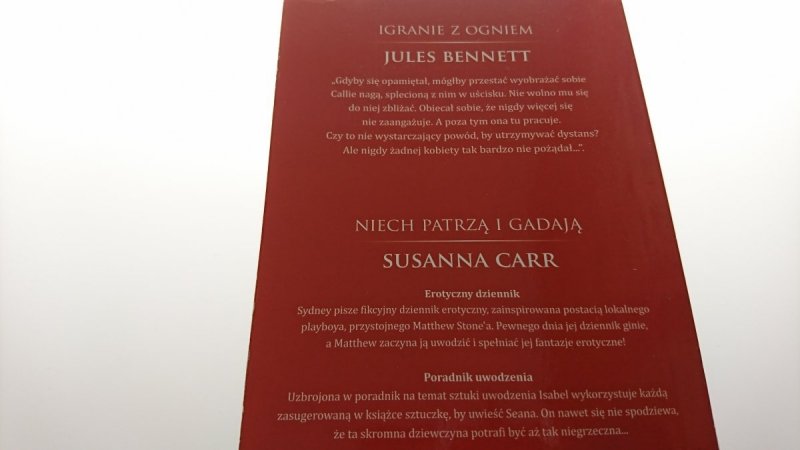 IGRANIE Z OGNIEM
JULES BENNETT
„Gdyby się opamiętał, mógłby przestać wyobrażać sobie
Callie nagą, splecioną z nim w uścisku. Nie wolno mu się
do niej zbliżać. Obiecał sobie, że nigdy więcej się
nie zaangażuje. A poza tym ona tu pracuje.
Czy to nie wystarczający powód, by utrzymywać dystans?
Ale nigdy żadnej kobiety tak bardzo nie pożądał...”.
NIECH PATRZĄ I GADAJĄ
SUSANNA CARR
Erotyczny dziennik
Sydney pisze fikcyjny dziennik erotyczny, zainspirowana postacią lokalnego
playboya, przystojnego Matthew Stone'a. Pewnego dnia jej dziennik ginie,
a Matthew zaczyna ją uwodzić i spełniać jej fantazje erotyczne!
Poradnik uwodzenia
Uzbrojona w poradnik na temat sztuki uwodzenia Isabel wykorzystuje każdą
zasugerowaną w książce sztuczkę, by uwieść Seana. On nawet się nie spodziewa,
że ta skromna dziewczyna potrafi być aż tak niegrzeczna...